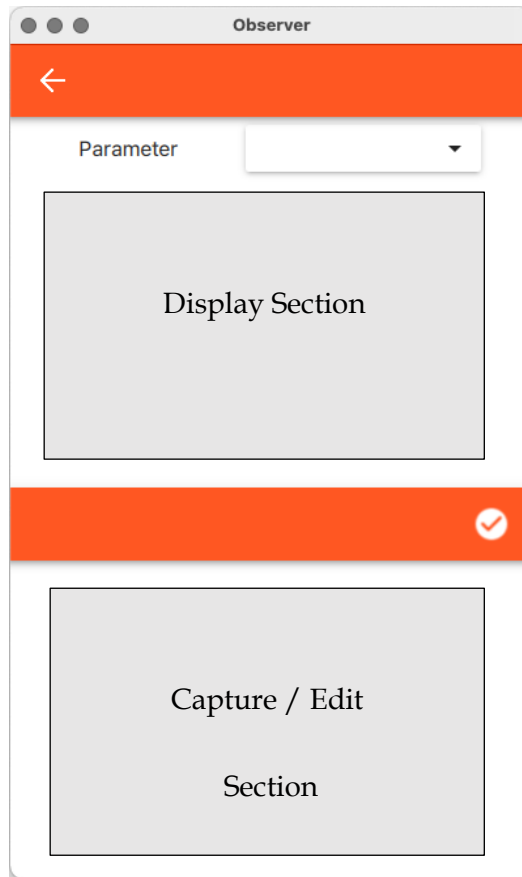 Observer
Parameter
Display Section
Capture / Edit
Section